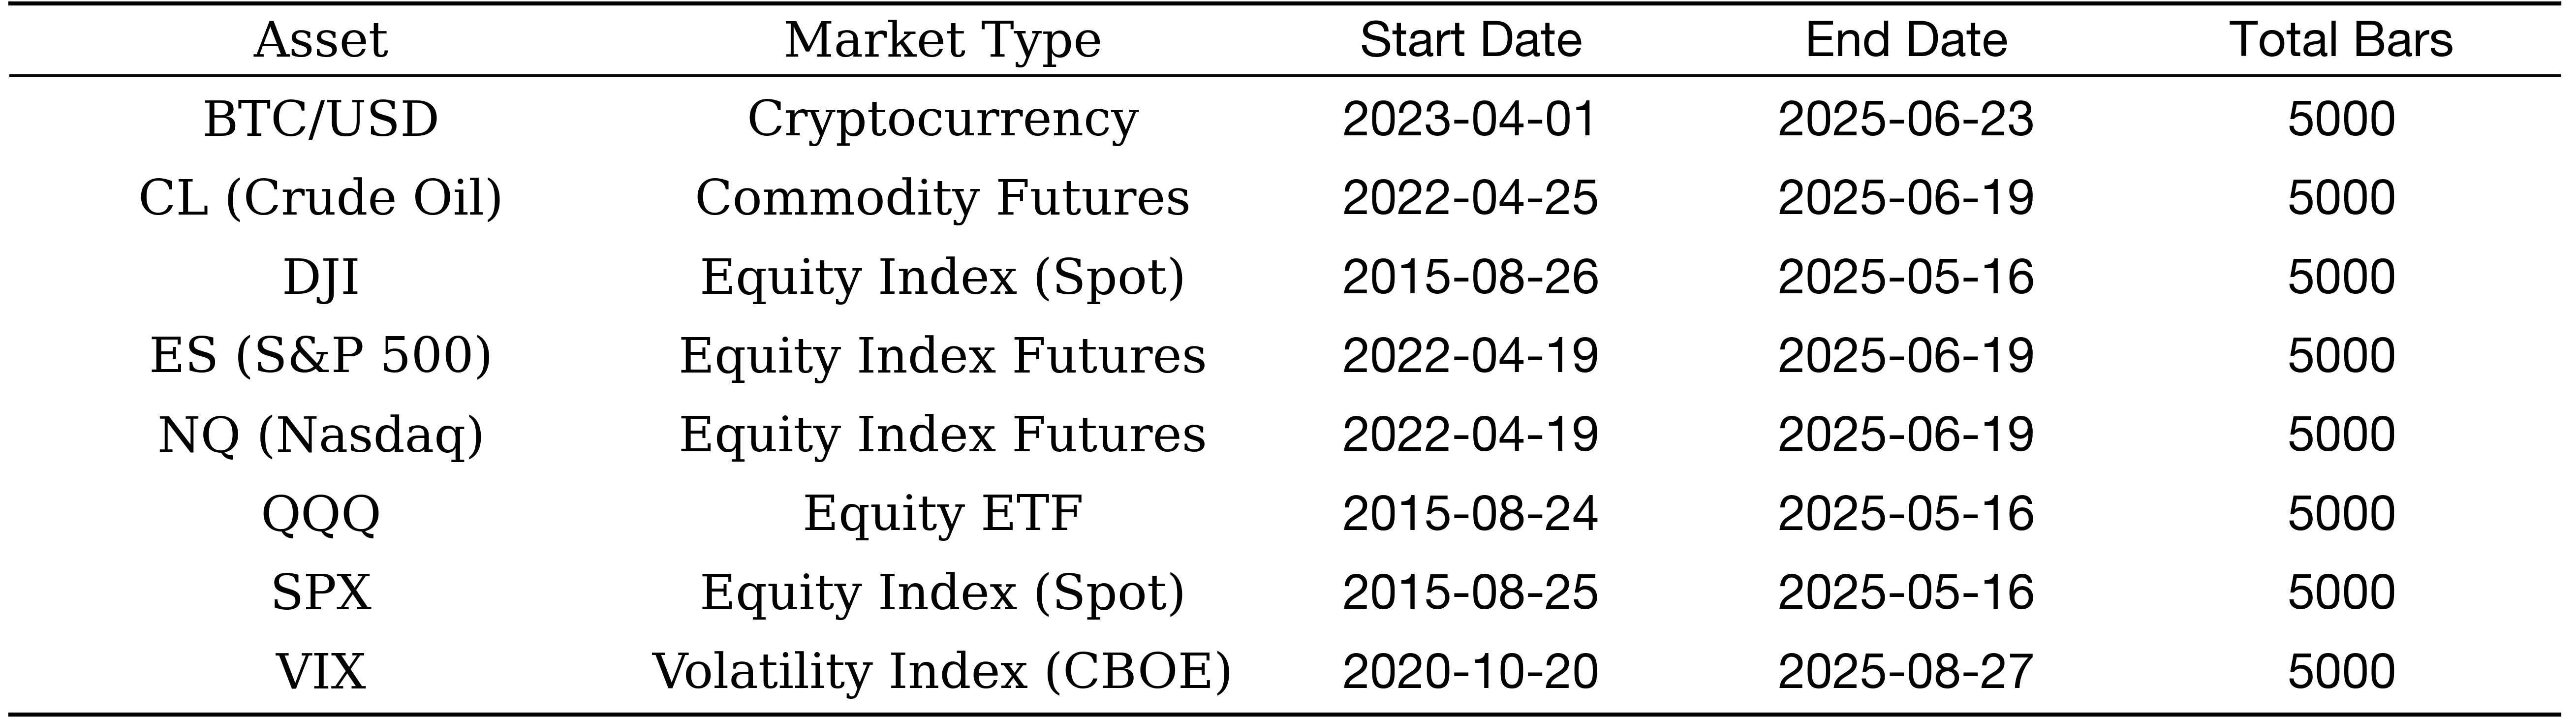 Asset Market Type Start Date End Date Total Bars
BTC/USD Cryptocurrency 2023-04-01 2025-06-23 5000
CL (Crude Oil) Commodity Futures 2022-04-25 2025-06-19 5000
DJI Equity Index (Spot) 2015-08-26 2025-05-16 5000
ES (S&P 500) Equity Index Futures 2022-04-19 2025-06-19 5000
NQ (Nasdaq) Equity Index Futures 2022-04-19 2025-06-19 5000
QQQ Equity ETF 2015-08-24 2025-05-16 5000
SPX Equity Index (Spot) 2015-08-25 2025-05-16 5000
VIX Volatility Index (CBOE) 2020-10-20 2025-08-27 5000